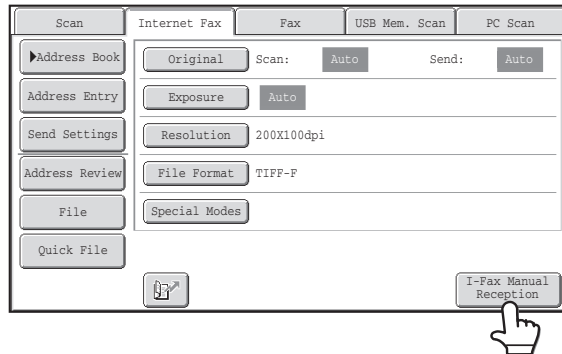 Scan
Internet Fax
Fax
USB Mem. Scan
PC Scan
Address Book
Address Entry
Send Settings
Address Review
File
Quick File
Original
Scan:
Auto
Send:
Auto
Exposure
Auto
Resolution
200X100dpi
File Format
TIFF-F
Special Modes
I-Fax Manual
Reception